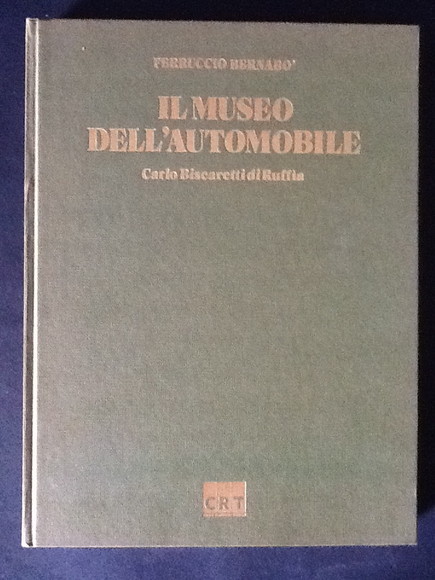 FERRUCCIO BERNABO'
IL MUSEO
DELL'AUTOMOBILE
Carlo Biscaretti di Ruffia
CRT